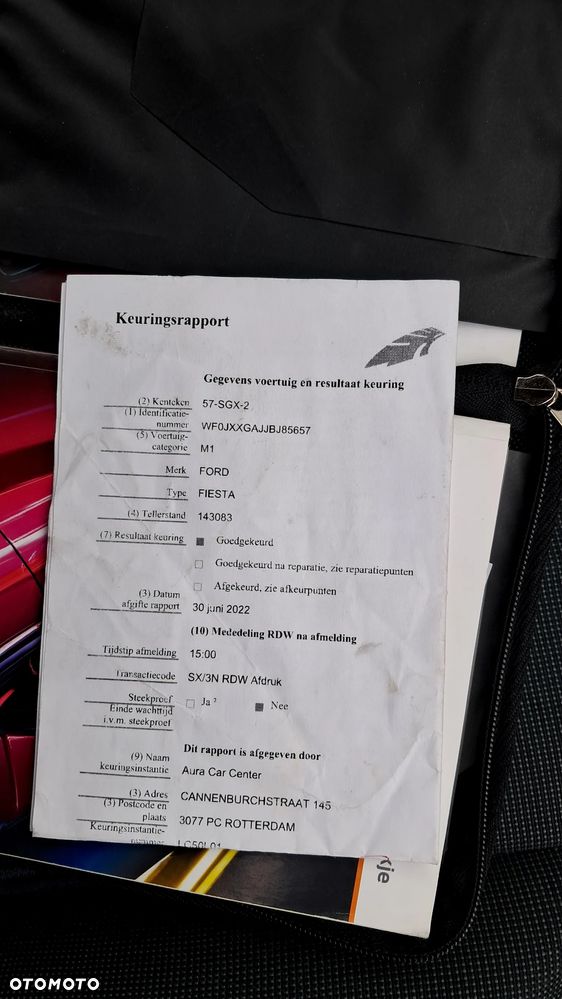 Keuringsrapport
Gegevens voertuig en resultaat keuring
(2) Kenteken 57-SGX-2
(1) Identificatie-
nummer WF0JXXGAJJBJ85657
(5) Voertuig-
categorie M1
Merk FORD
Type FIESTA
(4) Tellerstand 143083
(7) Resultaat keuring Goedgekeurd
Goedgekeurd na reparatie, zie reparatiepunten
Afgekeurd, zie afkeurpunten
(3) Datum
afgifte rapport 30 juni 2022
(10) Mededeling RDW na afmelding
Tijdstip afmelding 15:00
Transactiecode SX/3N RDW Afdruk
Steekproef Ja ² Nee
Einde wachttijd
i.v.m. steekproef
Dit rapport is afgegeven door
(9) Naam
keuringsinstantie Aura Car Center
(3) Adres CANNENBURCHSTRAAT 145
(3) Postcode en
plaats 3077 PC ROTTERDAM
Keuringsinstantie-
kje
OTOMOTO